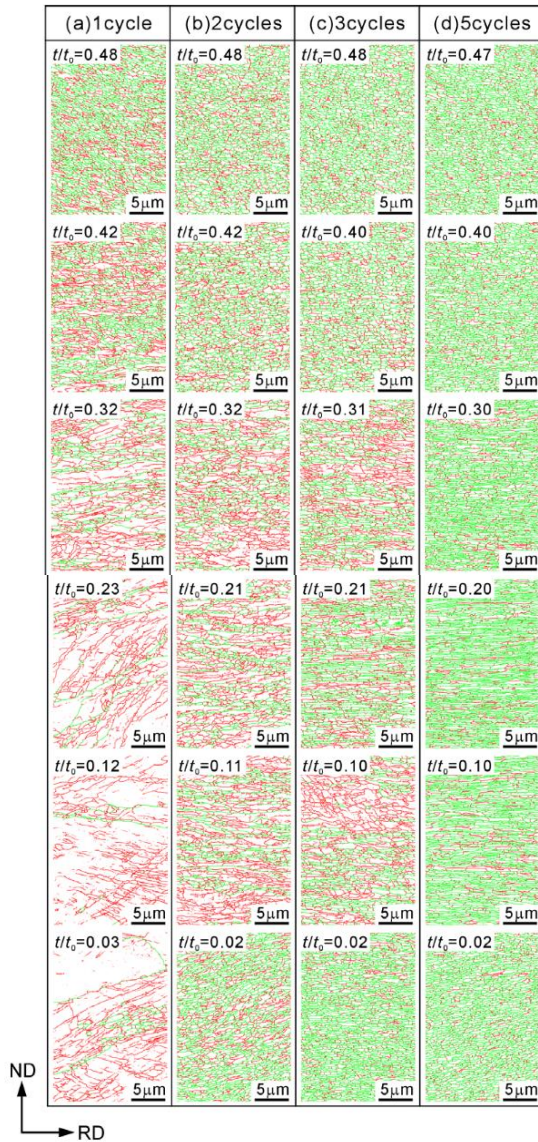 (a)1cycle (b)2cycles (c)3cycles (d)5cycles
t/t₀=0.48 t/t₀=0.48 t/t₀=0.48 t/t₀=0.47
5μm 5μm 5μm 5μm
t/t₀=0.42 t/t₀=0.42 t/t₀=0.40 t/t₀=0.40
5μm 5μm 5μm 5μm
t/t₀=0.32 t/t₀=0.32 t/t₀=0.31 t/t₀=0.30
5μm 5μm 5μm 5μm
t/t₀=0.23 t/t₀=0.21 t/t₀=0.21 t/t₀=0.20
5μm 5μm 5μm 5μm
t/t₀=0.12 t/t₀=0.11 t/t₀=0.10 t/t₀=0.10
5μm 5μm 5μm 5μm
t/t₀=0.03 t/t₀=0.02 t/t₀=0.02 t/t₀=0.02
5μm 5μm 5μm 5μm
ND
RD